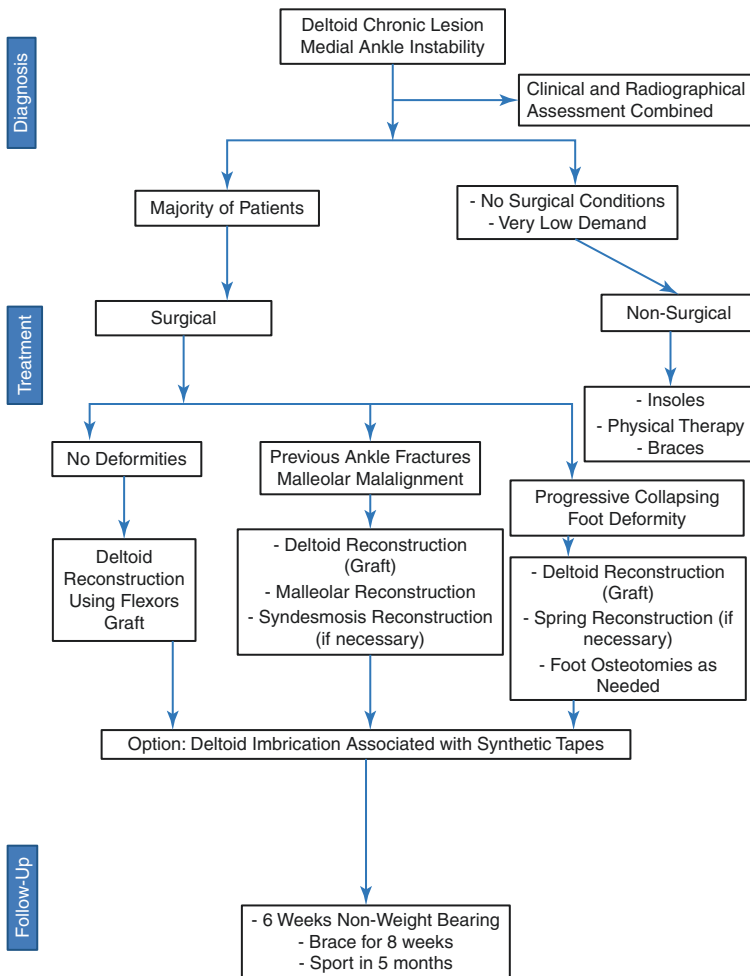 Diagnosis
Deltoid Chronic Lesion
Medial Ankle Instability
Clinical and Radiographical
Assessment Combined
Majority of Patients
- No Surgical Conditions
- Very Low Demand
Treatment
Surgical
Non-Surgical
- Insoles
- Physical Therapy
- Braces
No Deformities
Previous Ankle Fractures
Malleolar Malalignment
Progressive Collapsing
Foot Deformity
Deltoid
Reconstruction
Using Flexors
Graft
- Deltoid Reconstruction
(Graft)
- Malleolar Reconstruction
- Syndesmosis Reconstruction
(if necessary)
- Deltoid Reconstruction
(Graft)
- Spring Reconstruction (if
necessary)
- Foot Osteotomies as
Needed
Option: Deltoid Imbrication Associated with Synthetic Tapes
Follow-Up
- 6 Weeks Non-Weight Bearing
- Brace for 8 weeks
- Sport in 5 months